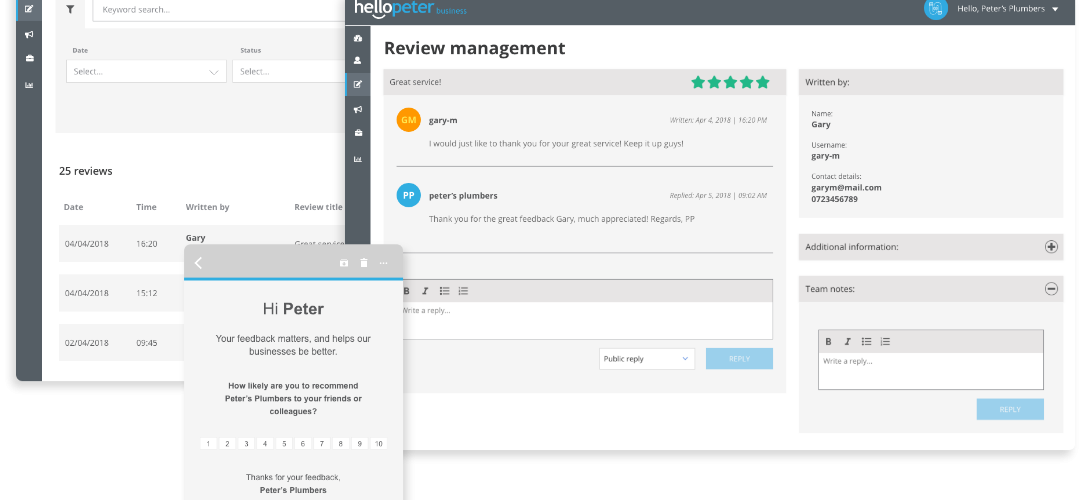 Keyword search...
Date
Status
Select...
Select...
25 reviews
Date
Time
Written by
Review title
04/04/2018
16:20
Gary
Great service
04/04/2018
15:12
02/04/2018
09:45
hellopeter business
Hello, Peter's Plumbers
Review management
Great service!
GM
gary-m
Written: Apr 4, 2018 | 16:20 PM
I would just like to thank you for your great service! Keep it up guys!
PP
peter's plumbers
Replied: Apr 5, 2018 | 09:02 AM
Thank you for the great feedback Gary, much appreciated! Regards, PP
B I
Write a reply...
Public reply
REPLY
Written by:
Name:
Gary
Username:
gary-m
Contact details:
garym@mail.com
0723456789
Additional information:
Team notes:
B I
Write a reply...
REPLY
Hi Peter
Your feedback matters, and helps our
businesses be better.
How likely are you to recommend
Peter's Plumbers to your friends or
colleagues?
1 2 3 4 5 6 7 8 9 10
Thanks for your feedback,
Peter's Plumbers